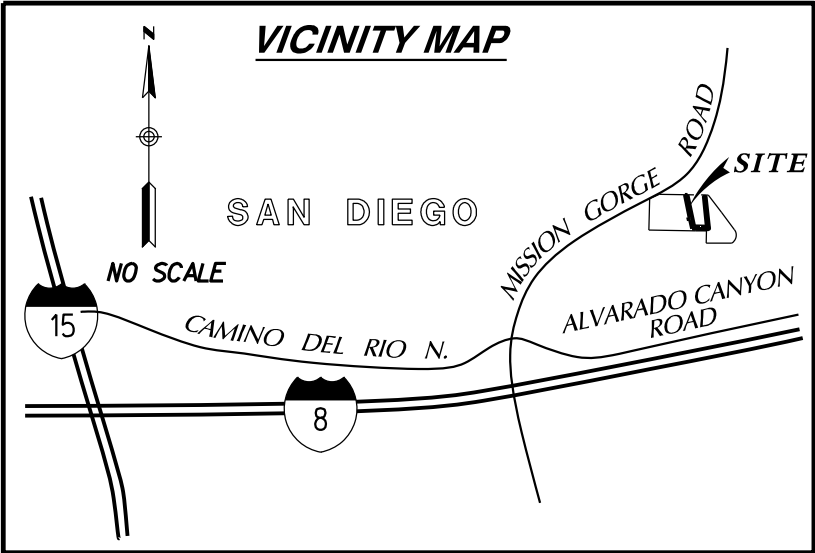 VICINITY MAP
N
MISSION GORGE ROAD
SITE
SAN DIEGO
NO SCALE
15
CAMINO DEL RIO N.
ALVARADO CANYON
ROAD
8